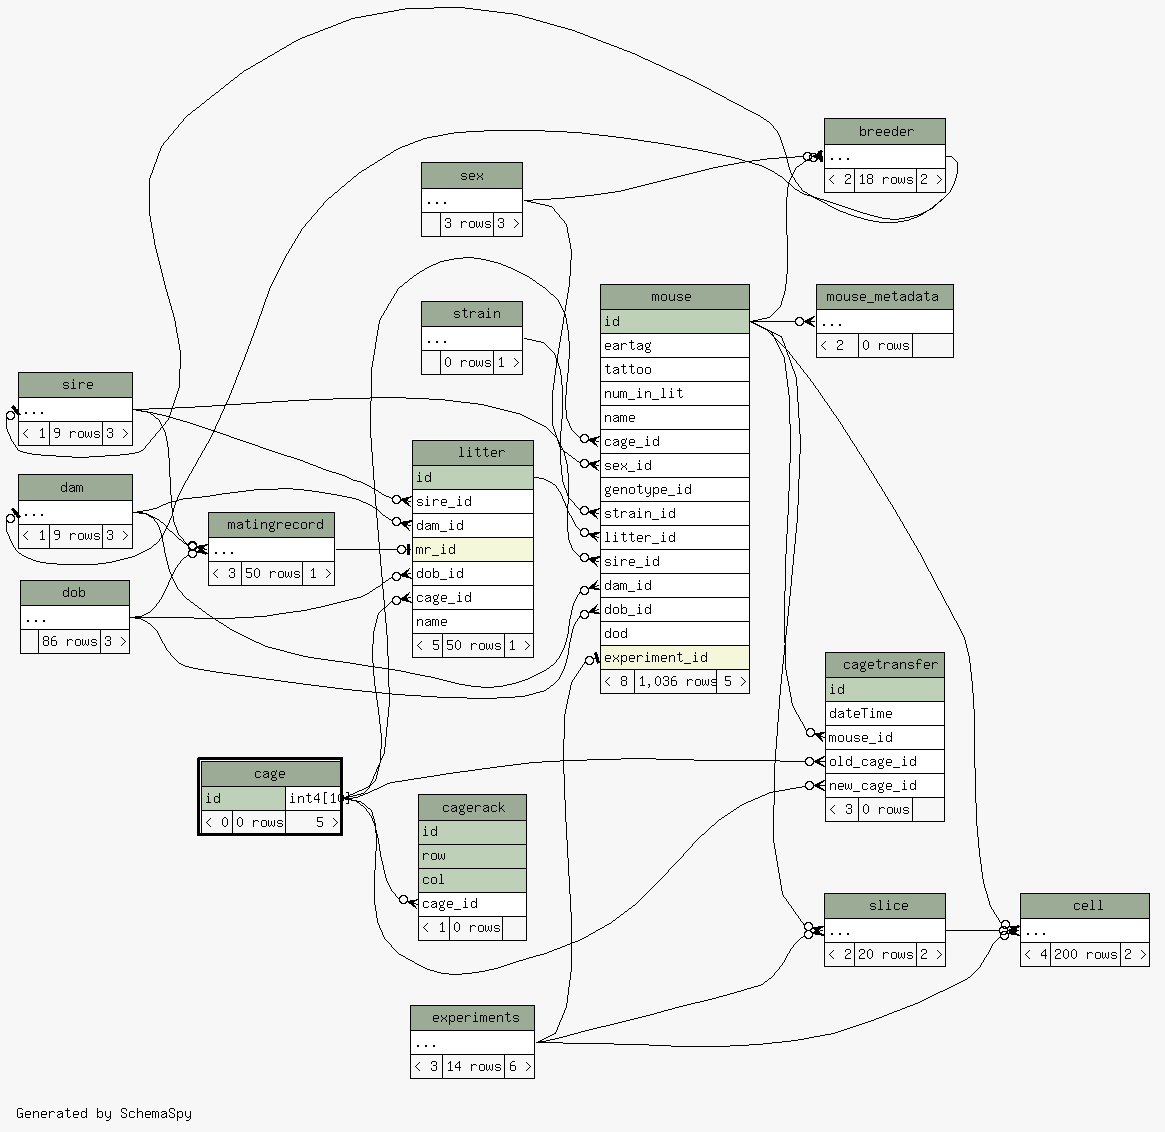 breeder
...
< 2 18 rows 2 >
sex
...
3 rows 3 >
mouse
id
eartag
tattoo
num_in_lit
name
cage_id
sex_id
genotype_id
strain_id
litter_id
sire_id
dam_id
dob_id
dod
experiment_id
< 8 1,036 rows 5 >
mouse_metadata
...
< 2 0 rows
strain
...
0 rows 1 >
sire
...
< 1 9 rows 3 >
litter
id
sire_id
dam_id
mr_id
dob_id
cage_id
name
< 5 50 rows 1 >
dam
...
< 1 9 rows 3 >
matingrecord
...
< 3 50 rows 1 >
dob
...
86 rows 3 >
cagetransfer
id
dateTime
mouse_id
old_cage_id
new_cage_id
< 3 0 rows
cage
id int4[10]
< 0 0 rows 5 >
cagerack
id
row
col
cage_id
< 1 0 rows
slice
...
< 2 20 rows 2 >
cell
...
< 4 200 rows 2 >
experiments
...
< 3 14 rows 6 >
Generated by SchemaSpy